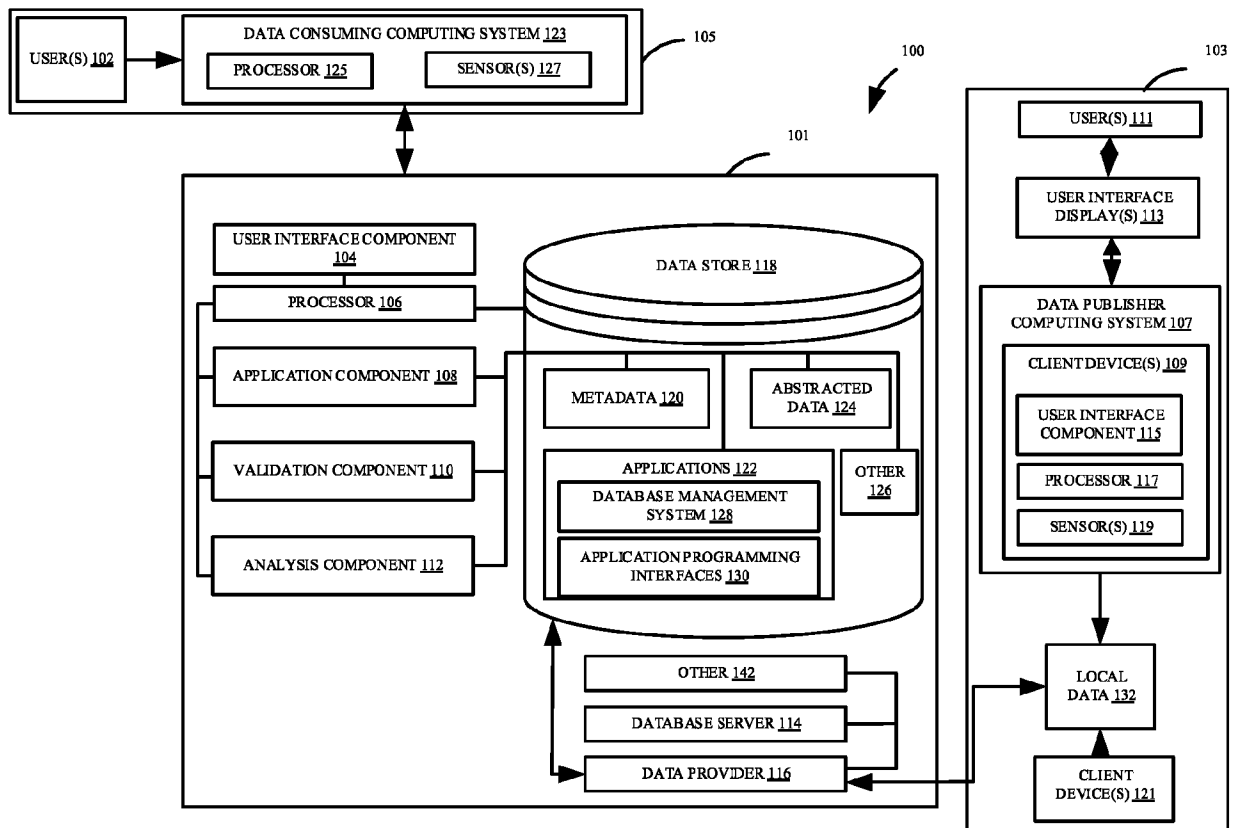 DATA CONSUMING COMPUTING SYSTEM 123
USER(S) 102
PROCESSOR 125
SENSOR(S) 127
105
100
103
101
USER INTERFACE COMPONENT
104
PROCESSOR 106
APPLICATION COMPONENT 108
VALIDATION COMPONENT 110
ANALYSIS COMPONENT 112
DATA STORE 118
METADATA 120
ABSTRACTED
DATA 124
APPLICATIONS 122
DATABASE MANAGEMENT
SYSTEM 128
APPLICATION PROGRAMMING
INTERFACES 130
OTHER
126
OTHER 142
DATABASE SERVER 114
DATA PROVIDER 116
USER(S) 111
USER INTERFACE
DISPLAY(S) 113
DATA PUBLISHER
COMPUTING SYSTEM 107
CLIENT DEVICE(S) 109
USER INTERFACE
COMPONENT 115
PROCESSOR 117
SENSOR(S) 119
LOCAL
DATA 132
CLIENT
DEVICE(S) 121